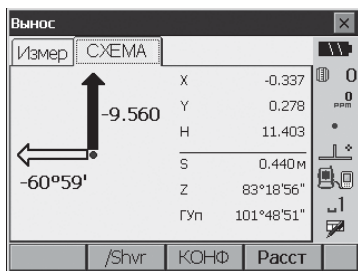 Вынос
Измер СХЕМА
X -0.337
Y 0.278
H 11.403
S 0.440 м
Z 83°18'56"
ГУп 101°48'51"
-9.560
-60°59'
0
0
PPM
1
/Shvr КОНФ Расст